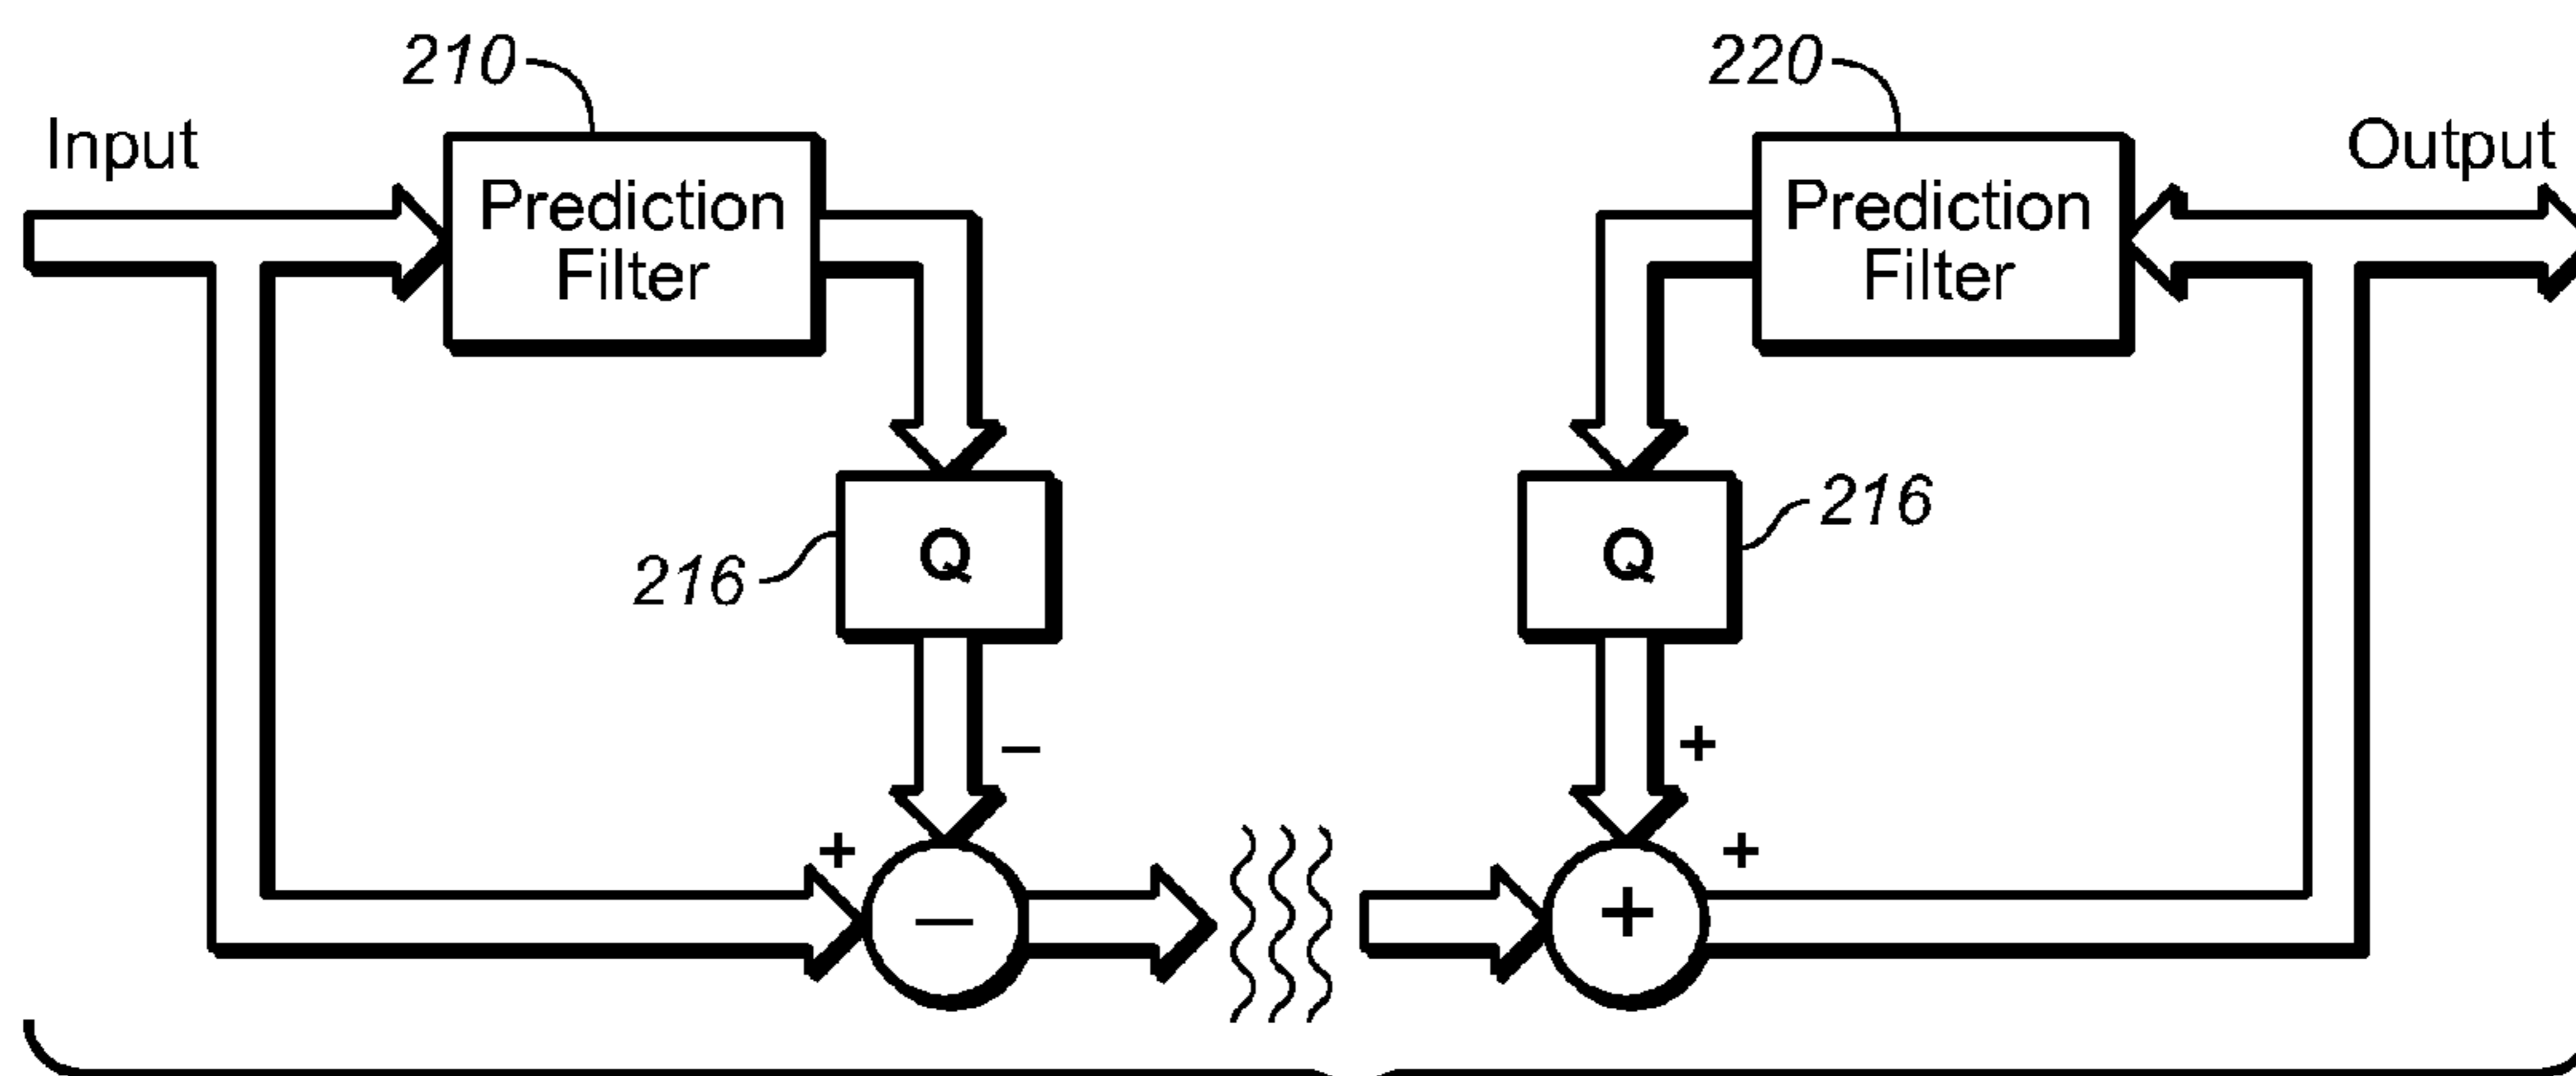 210
220
Input
Output
Prediction
Filter
Prediction
Filter
Q
216
Q
216
–
+
+
+
–
+